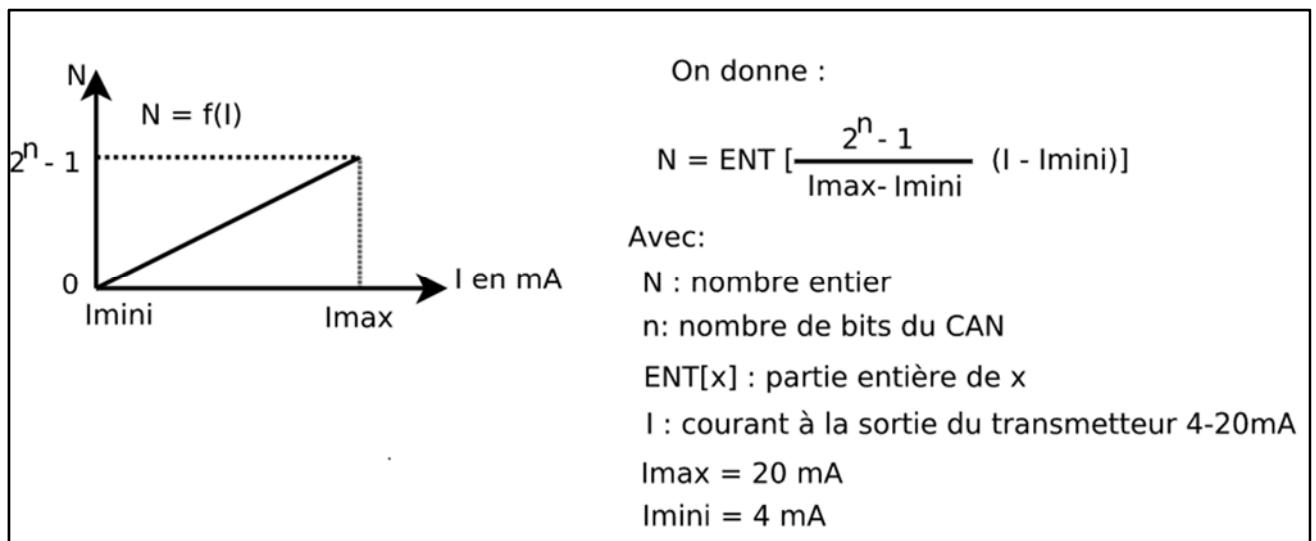 N
N = f(I)
2^n - 1
0
I en mA
Imini
Imax
On donne :
N = ENT [ (2^n - 1) / (Imax- Imini) (I - Imini)]
Avec:
N : nombre entier
n: nombre de bits du CAN
ENT[x] : partie entière de x
I : courant à la sortie du transmetteur 4-20mA
Imax = 20 mA
Imini = 4 mA